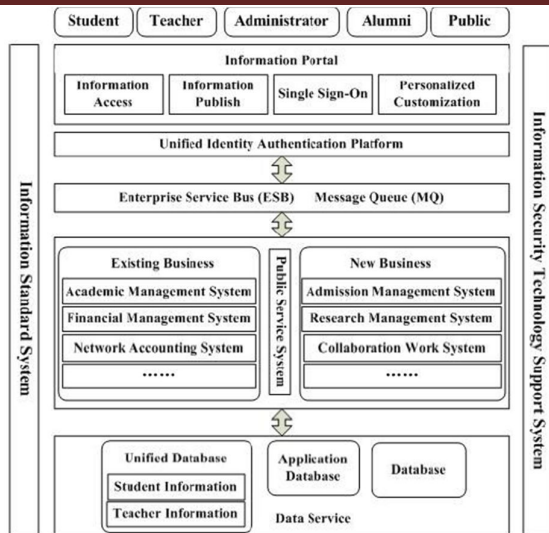 Student Teacher Administrator Alumni Public
Information Portal
Information Access
Information Publish
Single Sign-On
Personalized Customization
Unified Identity Authentication Platform
Enterprise Service Bus (ESB) Message Queue (MQ)
Information Standard System
Existing Business
Academic Management System
Financial Management System
Network Accounting System
……
Public Service System
New Business
Admission Management System
Research Management System
Collaboration Work System
……
Information Security Technology Support System
Unified Database
Student Information
Teacher Information
Application Database
Database
Data Service